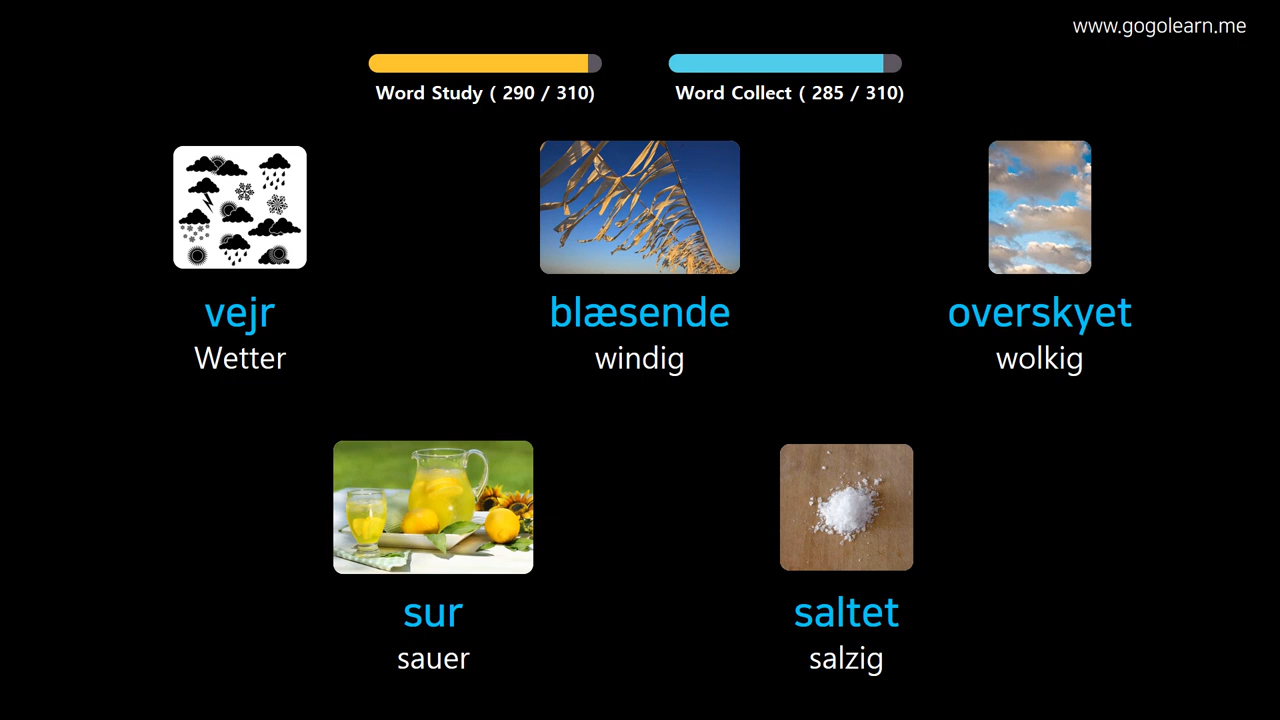 www.gogolearn.me
Word Study ( 290 / 310)
Word Collect ( 285 / 310)
vejr
Wetter
blæsende
windig
overskyet
wolkig
sur
sauer
saltet
salzig